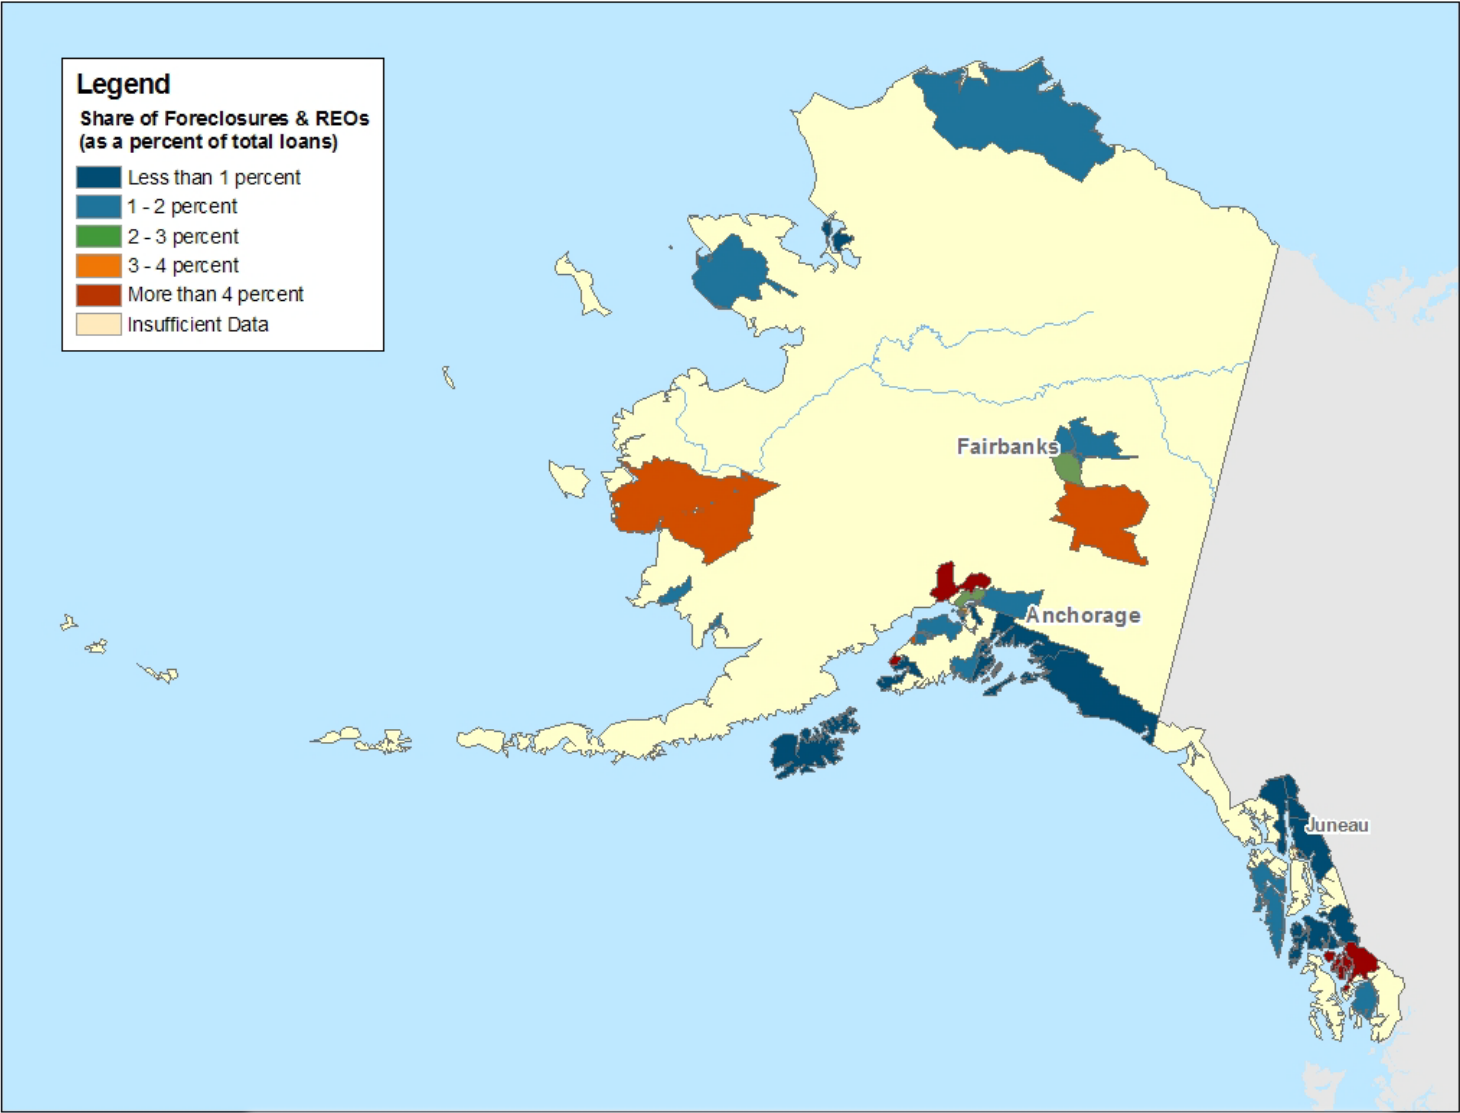 Legend
Share of Foreclosures & REOs
(as a percent of total loans)
Less than 1 percent
1 - 2 percent
2 - 3 percent
3 - 4 percent
More than 4 percent
Insufficient Data
Fairbanks
Anchorage
Juneau